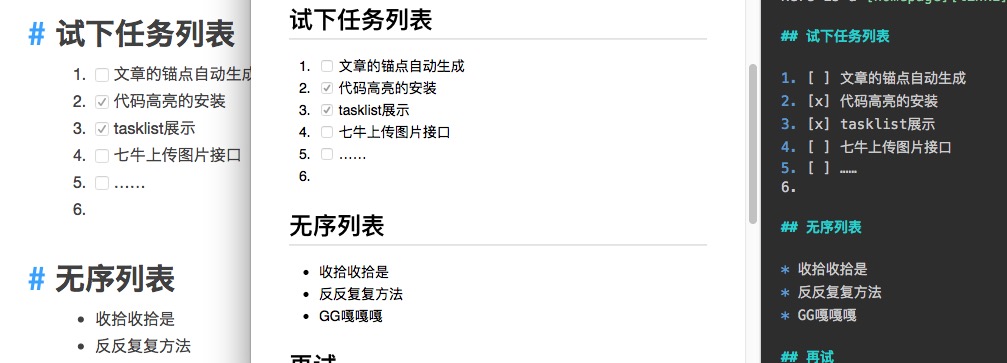 # 试下任务列表
1. 文章的锚点自动生成
2. 代码高亮的安装
3. tasklist展示
4. 七牛上传图片接口
5. ……
6.
# 无序列表
• 收拾收拾是
• 反反复复方法
试下任务列表
1. 文章的锚点自动生成
2. 代码高亮的安装
3. tasklist展示
4. 七牛上传图片接口
5. ……
6.
无序列表
• 收拾收拾是
• 反反复复方法
• GG嘎嘎嘎
再试
## 试下任务列表
1. [ ] 文章的锚点自动生成
2. [x] 代码高亮的安装
3. [x] tasklist展示
4. [ ] 七牛上传图片接口
5. [ ] ……
6.
## 无序列表
* 收拾收拾是
* 反反复复方法
* GG嘎嘎嘎
## 再试